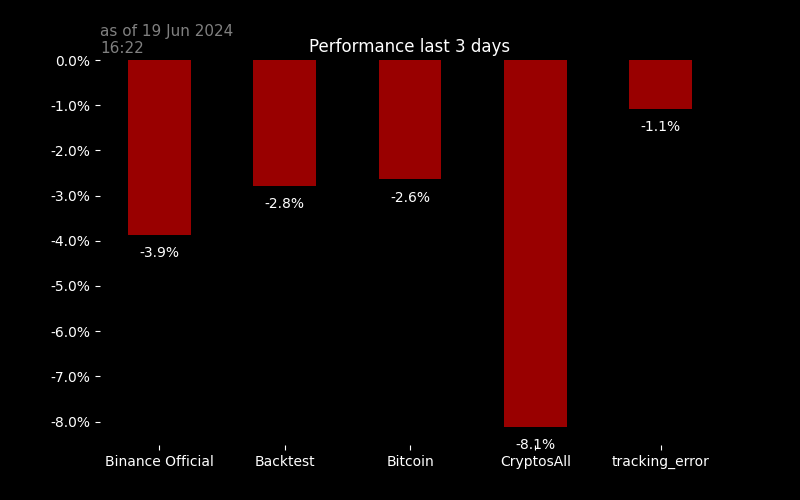 as of 19 Jun 2024
16:22
Performance last 3 days
0.0%
-1.0%
-2.0%
-3.0%
-4.0%
-5.0%
-6.0%
-7.0%
-8.0%
-3.9%
-2.8%
-2.6%
-8.1%
-1.1%
Binance Official
Backtest
Bitcoin
CryptosAll
tracking_error